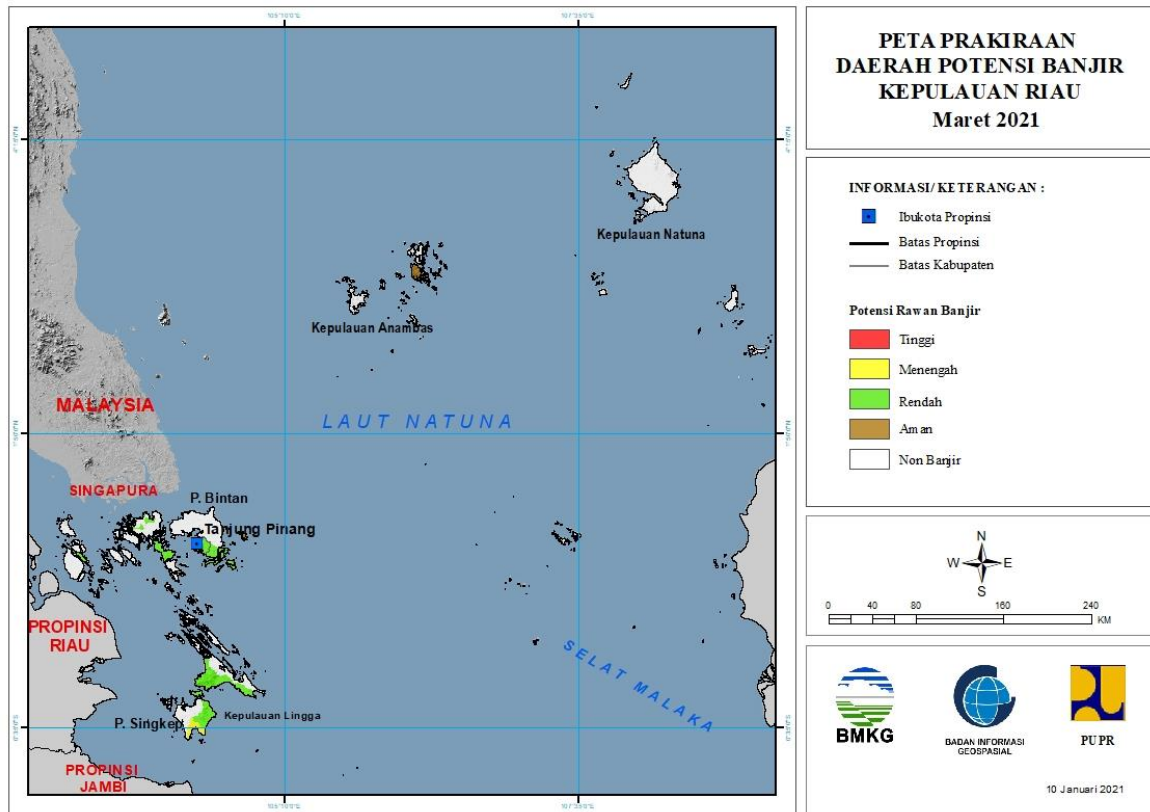 PETA PRAKIRAAN
DAERAH POTENSI BANJIR
KEPULAUAN RIAU
Maret 2021
INFORMASI/ KETERANGAN :
Ibukota Propinsi
Batas Propinsi
Batas Kabupaten
Potensi Rawan Banjir
Tinggi
Menengah
Rendah
Aman
Non Banjir
N
W E
S
0 40 80 160 240
KM
BMKG
BADAN INFORMASI
GEOSPASIAL
PUPR
10 Januari 2021
Kepulauan Natuna
Kepulauan Anambas
MALAYSIA
LAUT NATUNA
SINGAPURA
P. Bintan
Tanjung Pinang
PROPINSI
RIAU
SELAT MALAKA
P. Singkep
Kepulauan Lingga
PROPINSI
JAMBI